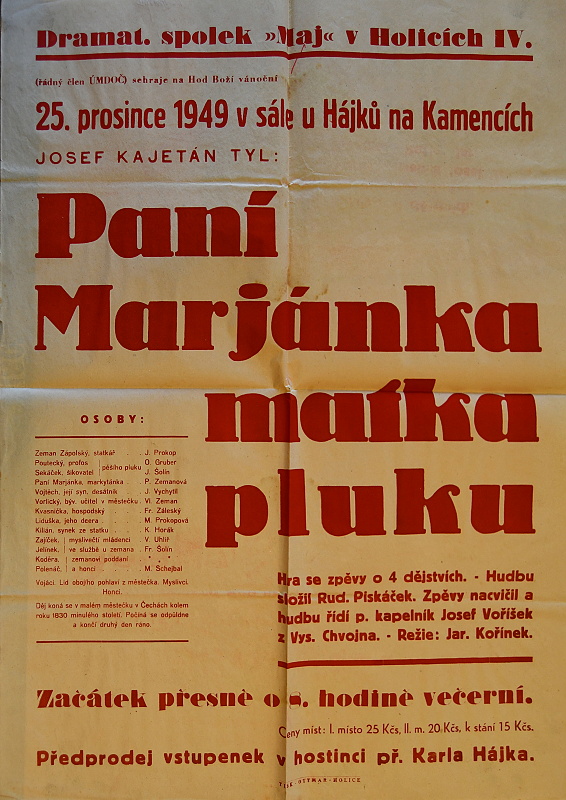 Dramat. spolek »Maj« v Holicích IV.
(řádný člen ÚMDOČ) sehraje na Hod Boží vánoční
25. prosince 1949 v sále u Hájků na Kamencích
JOSEF KAJETÁN TYL:
Paní
Marjánka
matka
pluku
OSOBY:
Zeman Zápolský, statkář . . J. Prokop
Poutecký, profos } pěšího pluku O. Gruber
Sekáček, šikovatel } J. Šolín
Paní Marjánka, markytánka . P. Zemanová
Vojtěch, její syn, desátník . J. Vychytil
Vorlický, býv. učitel v městečku . Vl. Zeman
Kvasnička, hospodský . . . Fr. Záleský
Liduška, jeho dcera . . . . M. Prokopová
Kilián, synek ze statku . . . K. Horák
Zajíček, } myslivečtí mládenci . V. Uhlíř
Jelínek, } ve službě u zemana . Fr. Šolín
Kodéra, } zemanovi poddaní . * * *
Polenáč, } a honci . . . . M. Schejbal
Vojáci. Lid obojího pohlaví z městečka. Myslivci.
Honci.
Děj koná se v malém městečku v Čechách kolem
roku 1830 minulého století. Počíná se odpůldne
a končí druhý den ráno.
Hra se zpěvy o 4 dějstvích. - Hudbu
složil Rud. Piskáček. Zpěvy nacvičil a
hudbu řídí p. kapelník Josef Voříšek
z Vys. Chvojna. - Režie: Jar. Kořínek.
Začátek přesně o 8. hodině večerní.
Ceny míst: I. místo 25 Kčs, II. m. 20 Kčs, k stání 15 Kčs.
Předprodej vstupenek v hostinci př. Karla Hájka.
TISK. OTTMAR-HOLICE